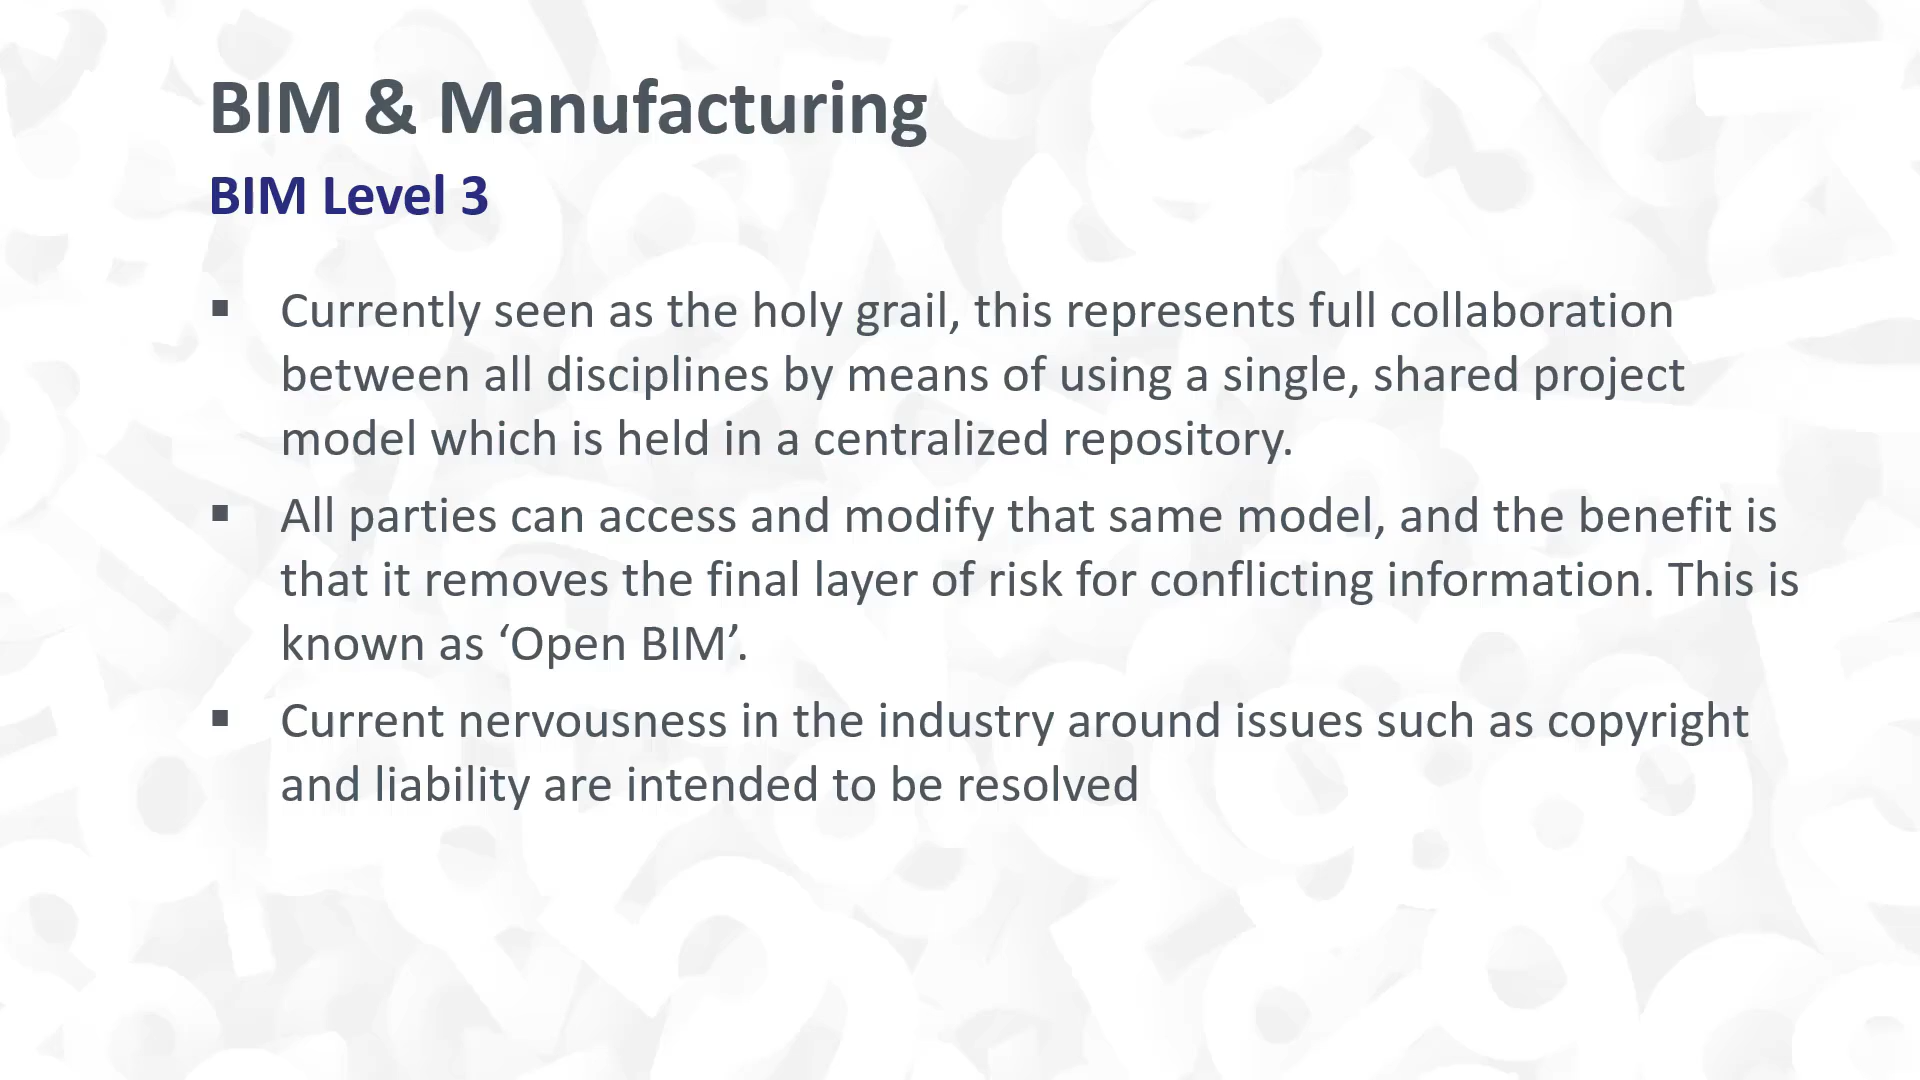 BIM & Manufacturing
BIM Level 3
▪ Currently seen as the holy grail, this represents full collaboration
between all disciplines by means of using a single, shared project
model which is held in a centralized repository.
▪ All parties can access and modify that same model, and the benefit is
that it removes the final layer of risk for conflicting information. This is
known as ‘Open BIM’.
▪ Current nervousness in the industry around issues such as copyright
and liability are intended to be resolved